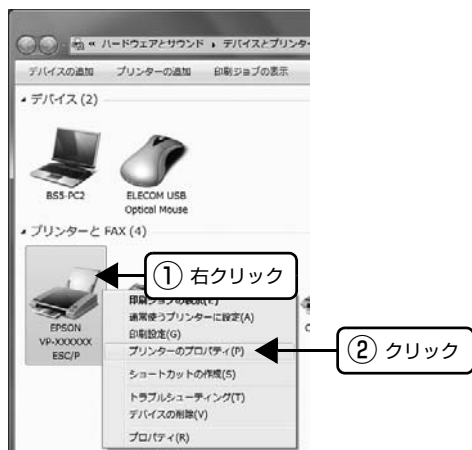 « ハードウェアとサウンド ▸ デバイスとプリンタ
デバイスの追加 プリンターの追加 印刷ジョブの表示
デバイス (2)
BS5-PC2
ELECOM USB
Optical Mouse
プリンターと FAX (4)
① 右クリック
EPSON
VP-XXXXXX
ESC/P
通常使うプリンターに設定(A)
印刷設定(G)
プリンターのプロパティ(P)
② クリック
ショートカットの作成(S)
トラブルシューティング(T)
デバイスの削除(V)
プロパティ(R)